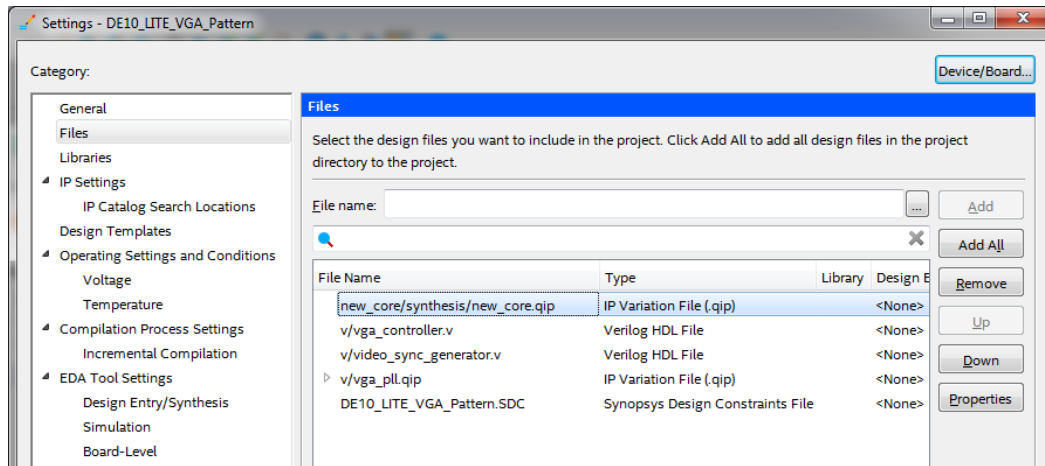 Settings - DE10_LITE_VGA_Pattern
Category:
Device/Board...
General
Files
Libraries
IP Settings
IP Catalog Search Locations
Design Templates
Operating Settings and Conditions
Voltage
Temperature
Compilation Process Settings
Incremental Compilation
EDA Tool Settings
Design Entry/Synthesis
Simulation
Board-Level
Files
Select the design files you want to include in the project. Click Add All to add all design files in the project
directory to the project.
File name: ... Add
Add All
File Name Type Library Design E
Remove
new_core/synthesis/new_core.qip IP Variation File (.qip) <None>
Up
v/vga_controller.v Verilog HDL File <None>
v/video_sync_generator.v Verilog HDL File <None>
Down
v/vga_pll.qip IP Variation File (.qip) <None>
DE10_LITE_VGA_Pattern.SDC Synopsys Design Constraints File <None>
Properties